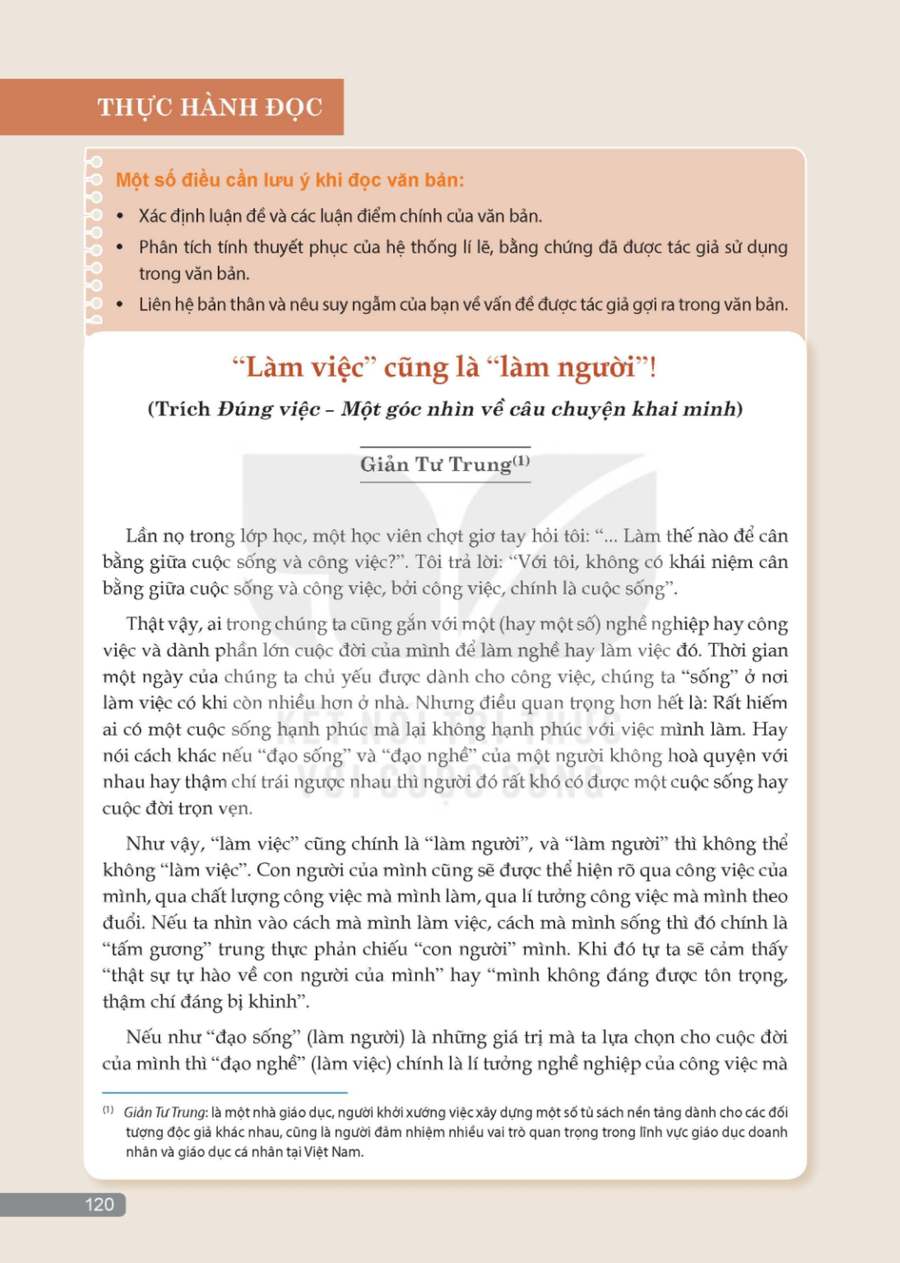 THỰC HÀNH ĐỌC
Một số điều cần lưu ý khi đọc văn bản:
• Xác định luận đề và các luận điểm chính của văn bản.
• Phân tích tính thuyết phục của hệ thống lí lẽ, bằng chứng đã được tác giả sử dụng
trong văn bản.
• Liên hệ bản thân và nêu suy ngẫm của bạn về vấn đề được tác giả gợi ra trong văn bản.
“Làm việc” cũng là “làm người”!
(Trích Đúng việc – Một góc nhìn về câu chuyện khai minh)
Giản Tư Trung(1)
Lần nọ trong lớp học, một học viên chợt giơ tay hỏi tôi: “... Làm thế nào để cân
bằng giữa cuộc sống và công việc?”. Tôi trả lời: “Với tôi, không có khái niệm cân
bằng giữa cuộc sống và công việc, bởi công việc, chính là cuộc sống”.
Thật vậy, ai trong chúng ta cũng gắn với một (hay một số) nghề nghiệp hay công
việc và dành phần lớn cuộc đời của mình để làm nghề hay làm việc đó. Thời gian
một ngày của chúng ta chủ yếu được dành cho công việc, chúng ta “sống” ở nơi
làm việc có khi còn nhiều hơn ở nhà. Nhưng điều quan trọng hơn hết là: Rất hiếm
ai có một cuộc sống hạnh phúc mà lại không hạnh phúc với việc mình làm. Hay
nói cách khác nếu “đạo sống” và “đạo nghề” của một người không hoà quyện với
nhau hay thậm chí trái ngược nhau thì người đó rất khó có được một cuộc sống hay
cuộc đời trọn vẹn.
KẾT NỐI TRI THỨC
VỚI CUỘC SỐNG
Như vậy, “làm việc” cũng chính là “làm người”, và “làm người” thì không thể
không “làm việc”. Con người của mình cũng sẽ được thể hiện rõ qua công việc của
mình, qua chất lượng công việc mà mình làm, qua lí tưởng công việc mà mình theo
đuổi. Nếu ta nhìn vào cách mà mình làm việc, cách mà mình sống thì đó chính là
“tấm gương” trung thực phản chiếu “con người” mình. Khi đó tự ta sẽ cảm thấy
“thật sự tự hào về con người của mình” hay “mình không đáng được tôn trọng,
thậm chí đáng bị khinh”.
Nếu như “đạo sống” (làm người) là những giá trị mà ta lựa chọn cho cuộc đời
của mình thì “đạo nghề” (làm việc) chính là lí tưởng nghề nghiệp của công việc mà
(1) Giản Tư Trung: là một nhà giáo dục, người khởi xướng việc xây dựng một số tủ sách nền tảng dành cho các đối
tượng độc giả khác nhau, cũng là người đảm nhiệm nhiều vai trò quan trọng trong lĩnh vực giáo dục doanh
nhân và giáo dục cá nhân tại Việt Nam.
120